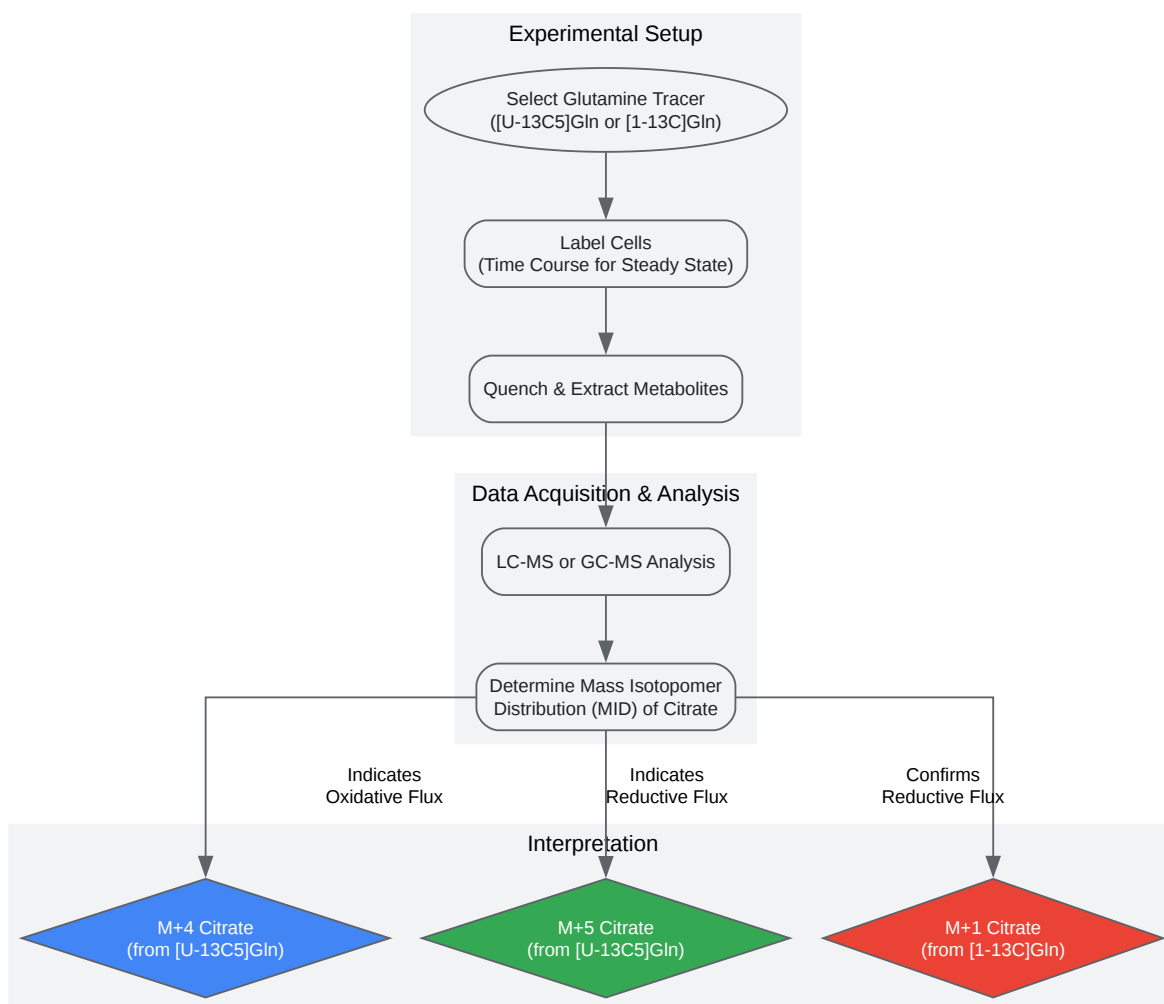 Experimental Setup
Select Glutamine Tracer
([U-13C5]Gln or [1-13C]Gln)
Label Cells
(Time Course for Steady State)
Quench & Extract Metabolites
Data Acquisition & Analysis
LC-MS or GC-MS Analysis
Determine Mass Isotopomer
Distribution (MID) of Citrate
Indicates
Oxidative Flux
Indicates
Reductive Flux
Confirms
Reductive Flux
Interpretation
M+4 Citrate
(from [U-13C5]Gln)
M+5 Citrate
(from [U-13C5]Gln)
M+1 Citrate
(from [1-13C]Gln)